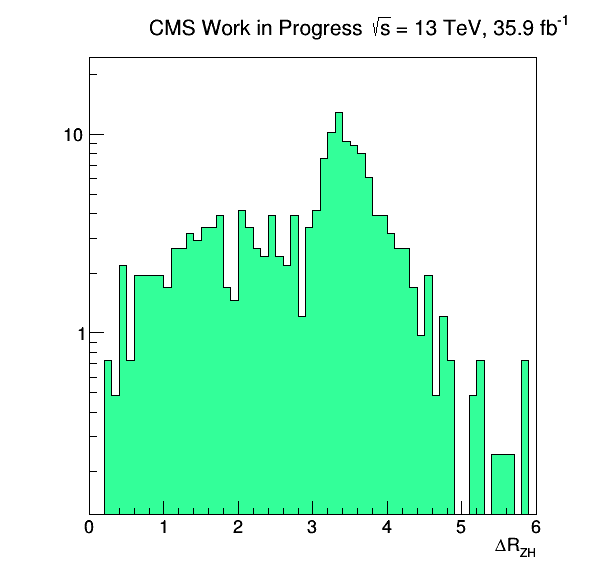 CMS Work in Progress √s = 13 TeV, 35.9 fb⁻¹
10
1
0 1 2 3 4 5 6
ΔR_ZH